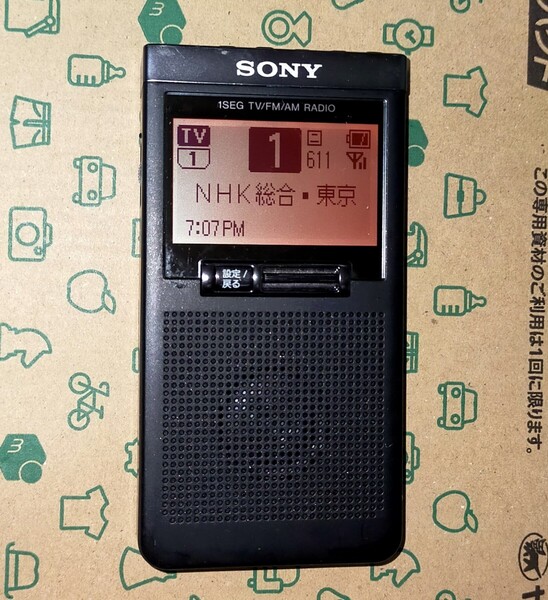 SONY
1SEG TV/FM/AM RADIO
TV 1 二
1 611
NHK総合・東京
7:07PM
設定/
戻る
この専用資材のご利用は1回に限ります。